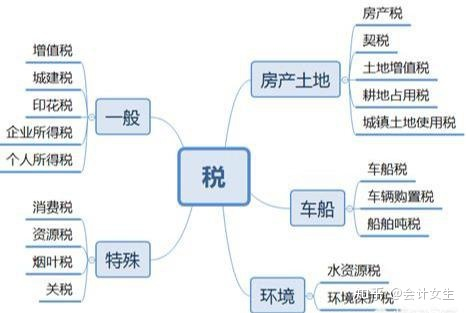 税
一般
增值税
城建税
印花税
企业所得税
个人所得税
特殊
消费税
资源税
烟叶税
关税
房产土地
房产税
契税
土地增值税
耕地占用税
城镇土地使用税
车船
车船税
车辆购置税
船舶吨税
环境
水资源税
环境保护税
知乎 @会计女生